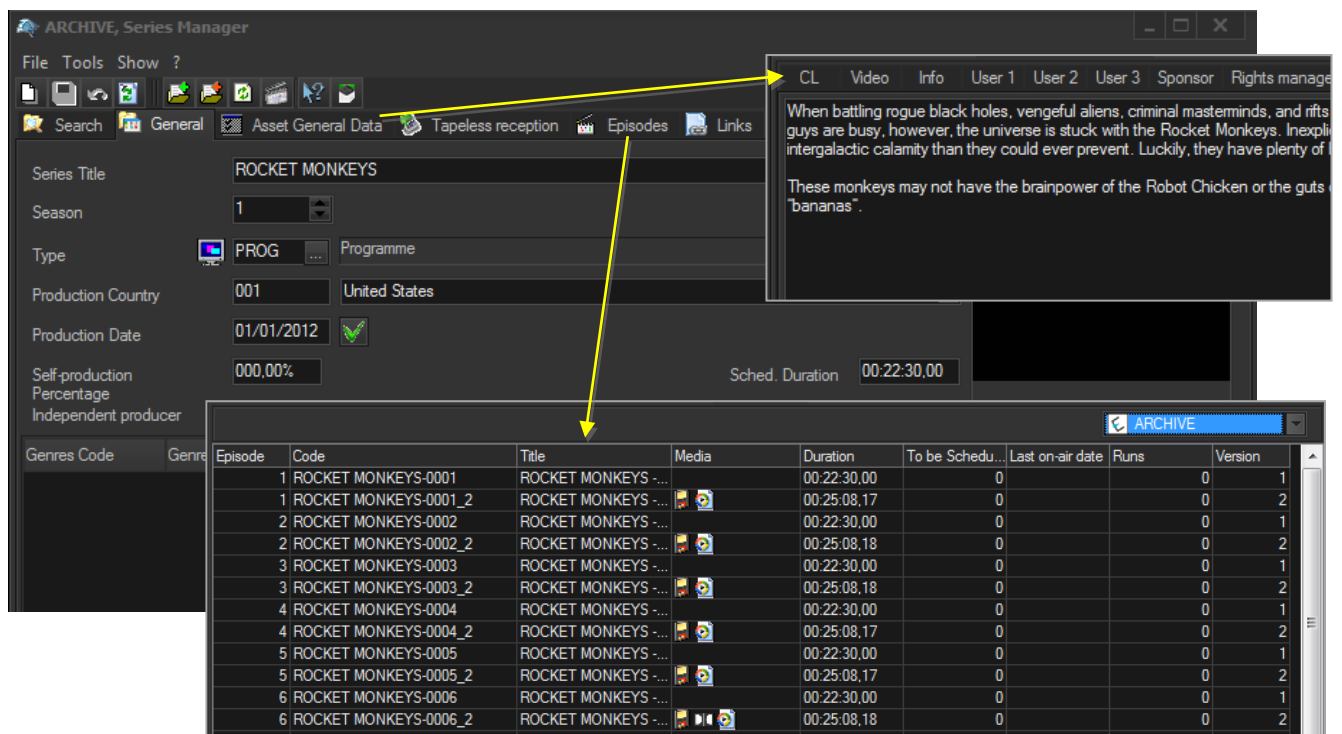 ARCHIVE, Series Manager
File Tools Show ?
Search General Asset General Data Tapeless reception Episodes Links
CL Video Info User 1 User 2 User 3 Sponsor Rights manage
When battling rogue black holes, vengeful aliens, criminal masterminds, and rifts
guys are busy, however, the universe is stuck with the Rocket Monkeys. Inexpli
intergalactic calamity than they could ever prevent. Luckily, they have plenty of
These monkeys may not have the brainpower of the Robot Chicken or the guts
"bananas".
Series Title ROCKET MONKEYS
Season 1
Type PROG ... Programme
Production Country 001 United States
Production Date 01/01/2012
Self-production
Percentage
000,00%
Sched. Duration 00:22:30,00
Independent producer
Genres Code Genre
ARCHIVE
Episode Code Title Media Duration To be Schedu... Last on-air date Runs Version
1 ROCKET MONKEYS-0001 ROCKET MONKEYS -... 00:22:30,00 0 0 1
1 ROCKET MONKEYS-0001_2 ROCKET MONKEYS -... 00:25:08,17 0 0 2
2 ROCKET MONKEYS-0002 ROCKET MONKEYS -... 00:22:30,00 0 0 1
2 ROCKET MONKEYS-0002_2 ROCKET MONKEYS -... 00:25:08,18 0 0 2
3 ROCKET MONKEYS-0003 ROCKET MONKEYS -... 00:22:30,00 0 0 1
3 ROCKET MONKEYS-0003_2 ROCKET MONKEYS -... 00:25:08,18 0 0 2
4 ROCKET MONKEYS-0004 ROCKET MONKEYS -... 00:22:30,00 0 0 1
4 ROCKET MONKEYS-0004_2 ROCKET MONKEYS -... 00:25:08,17 0 0 2
5 ROCKET MONKEYS-0005 ROCKET MONKEYS -... 00:22:30,00 0 0 1
5 ROCKET MONKEYS-0005_2 ROCKET MONKEYS -... 00:25:08,17 0 0 2
6 ROCKET MONKEYS-0006 ROCKET MONKEYS -... 00:22:30,00 0 0 1
6 ROCKET MONKEYS-0006_2 ROCKET MONKEYS -... 00:25:08,18 0 0 2